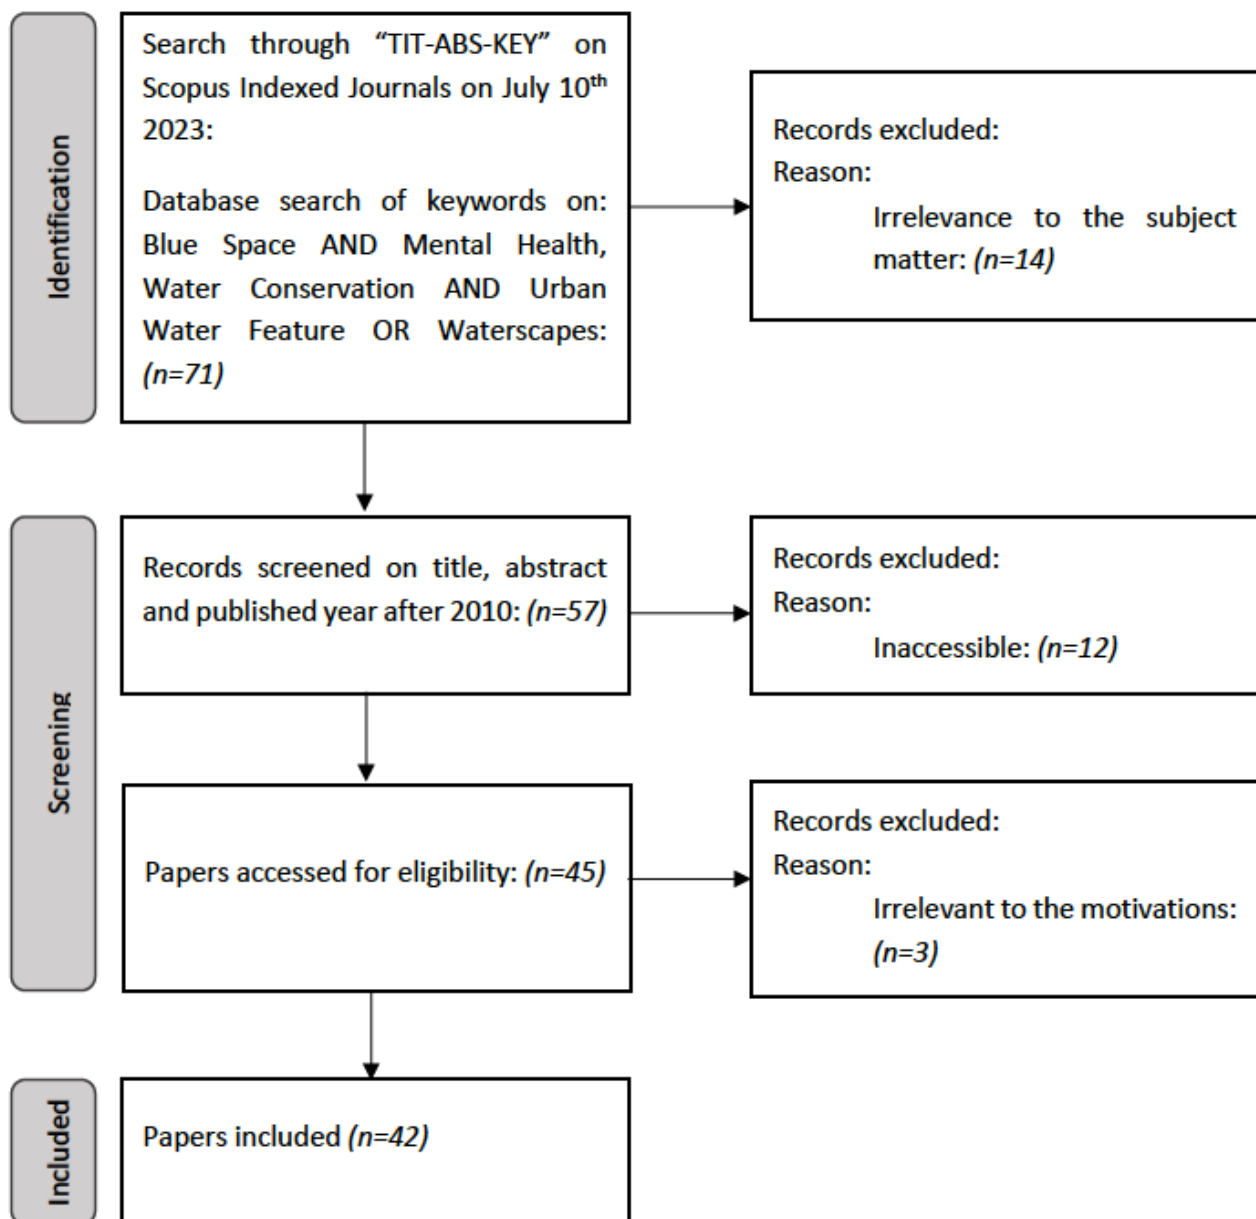 Identification
Search through “TIT-ABS-KEY” on
Scopus Indexed Journals on July 10th
2023:
Database search of keywords on:
Blue Space AND Mental Health,
Water Conservation AND Urban
Water Feature OR Waterscapes:
(n=71)
Records excluded:
Reason:
Irrelevance to the subject
matter: (n=14)
Screening
Records screened on title, abstract
and published year after 2010: (n=57)
Records excluded:
Reason:
Inaccessible: (n=12)
Papers accessed for eligibility: (n=45)
Records excluded:
Reason:
Irrelevant to the motivations:
(n=3)
Included
Papers included (n=42)